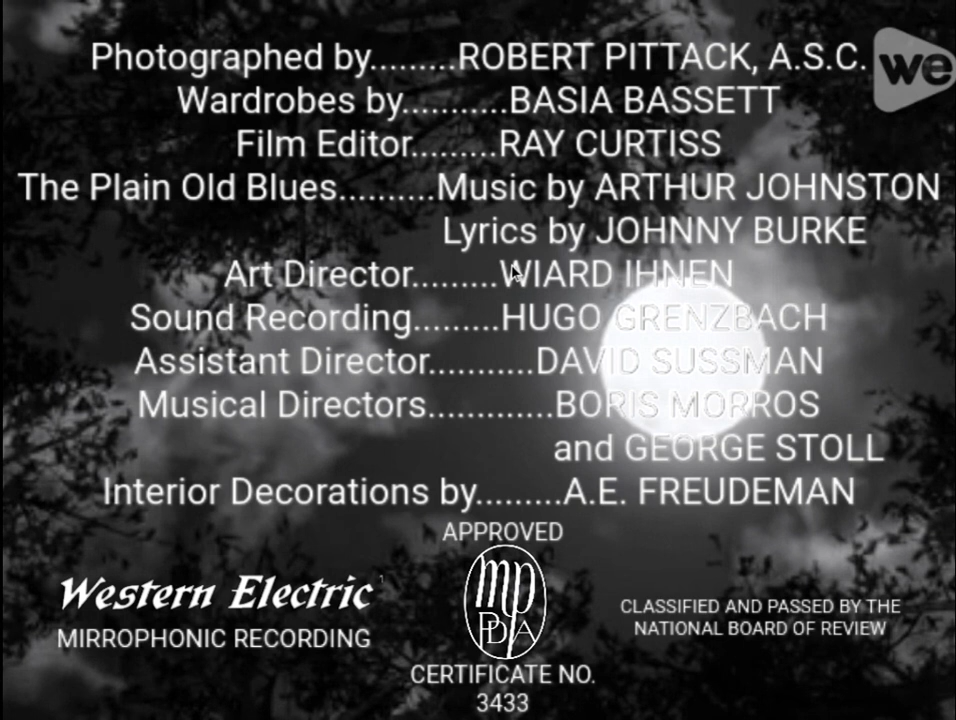 Photographed by.........ROBERT PITTACK, A.S.C.
we
Wardrobes by...........BASIA BASSETT
Film Editor.........RAY CURTISS
The Plain Old Blues..........Music by ARTHUR JOHNSTON
Lyrics by JOHNNY BURKE
Art Director.........WIARD IHNEN
Sound Recording.........HUGO GRENZBACH
Assistant Director...........DAVID SUSSMAN
Musical Directors.............BORIS MORROS
and GEORGE STOLL
Interior Decorations by.........A.E. FREUDEMAN
APPROVED
Western Electric
MIRROPHONIC RECORDING
mp
PDA
CLASSIFIED AND PASSED BY THE
NATIONAL BOARD OF REVIEW
CERTIFICATE NO.
3433